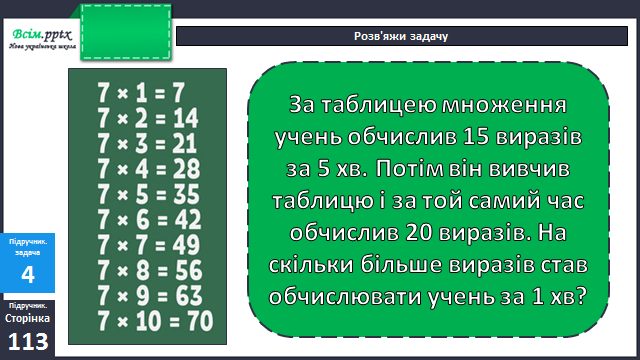 Всім.pptx
Нова українська школа
Розв'яжи задачу
7 × 1 = 7
7 × 2 = 14
7 × 3 = 21
7 × 4 = 28
7 × 5 = 35
7 × 6 = 42
7 × 7 = 49
7 × 8 = 56
7 × 9 = 63
7 × 10 = 70
За таблицею множення
учень обчислив 15 виразів
за 5 хв. Потім він вивчив
таблицю і за той самий час
обчислив 20 виразів. На
скільки більше виразів став
обчислювати учень за 1 хв?
Підручник.
задача
4
Підручник.
Сторінка
113